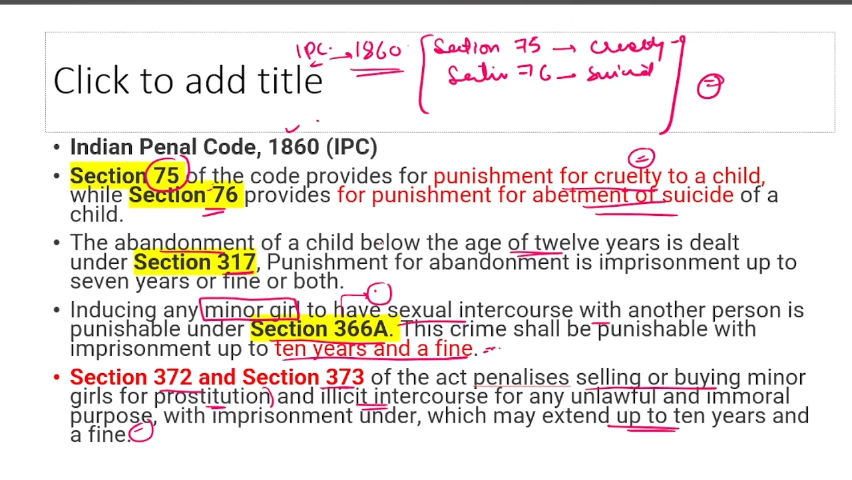 IPC → 1860
Section 75 → cruelty
Section 76 - suicid
Click to add title
• Indian Penal Code, 1860 (IPC)
• Section 75 of the code provides for punishment for cruelty to a child,
while Section 76 provides for punishment for abetment of suicide of a
child.
• The abandonment of a child below the age of twelve years is dealt
under Section 317, Punishment for abandonment is imprisonment up to
seven years or fine or both.
• Inducing any minor girl to have sexual intercourse with another person is
punishable under Section 366A. This crime shall be punishable with
imprisonment up to ten years and a fine.
• Section 372 and Section 373 of the act penalises selling or buying minor
girls for prostitution and illicit intercourse for any unlawful and immoral
purpose, with imprisonment under, which may extend up to ten years and
a fine.